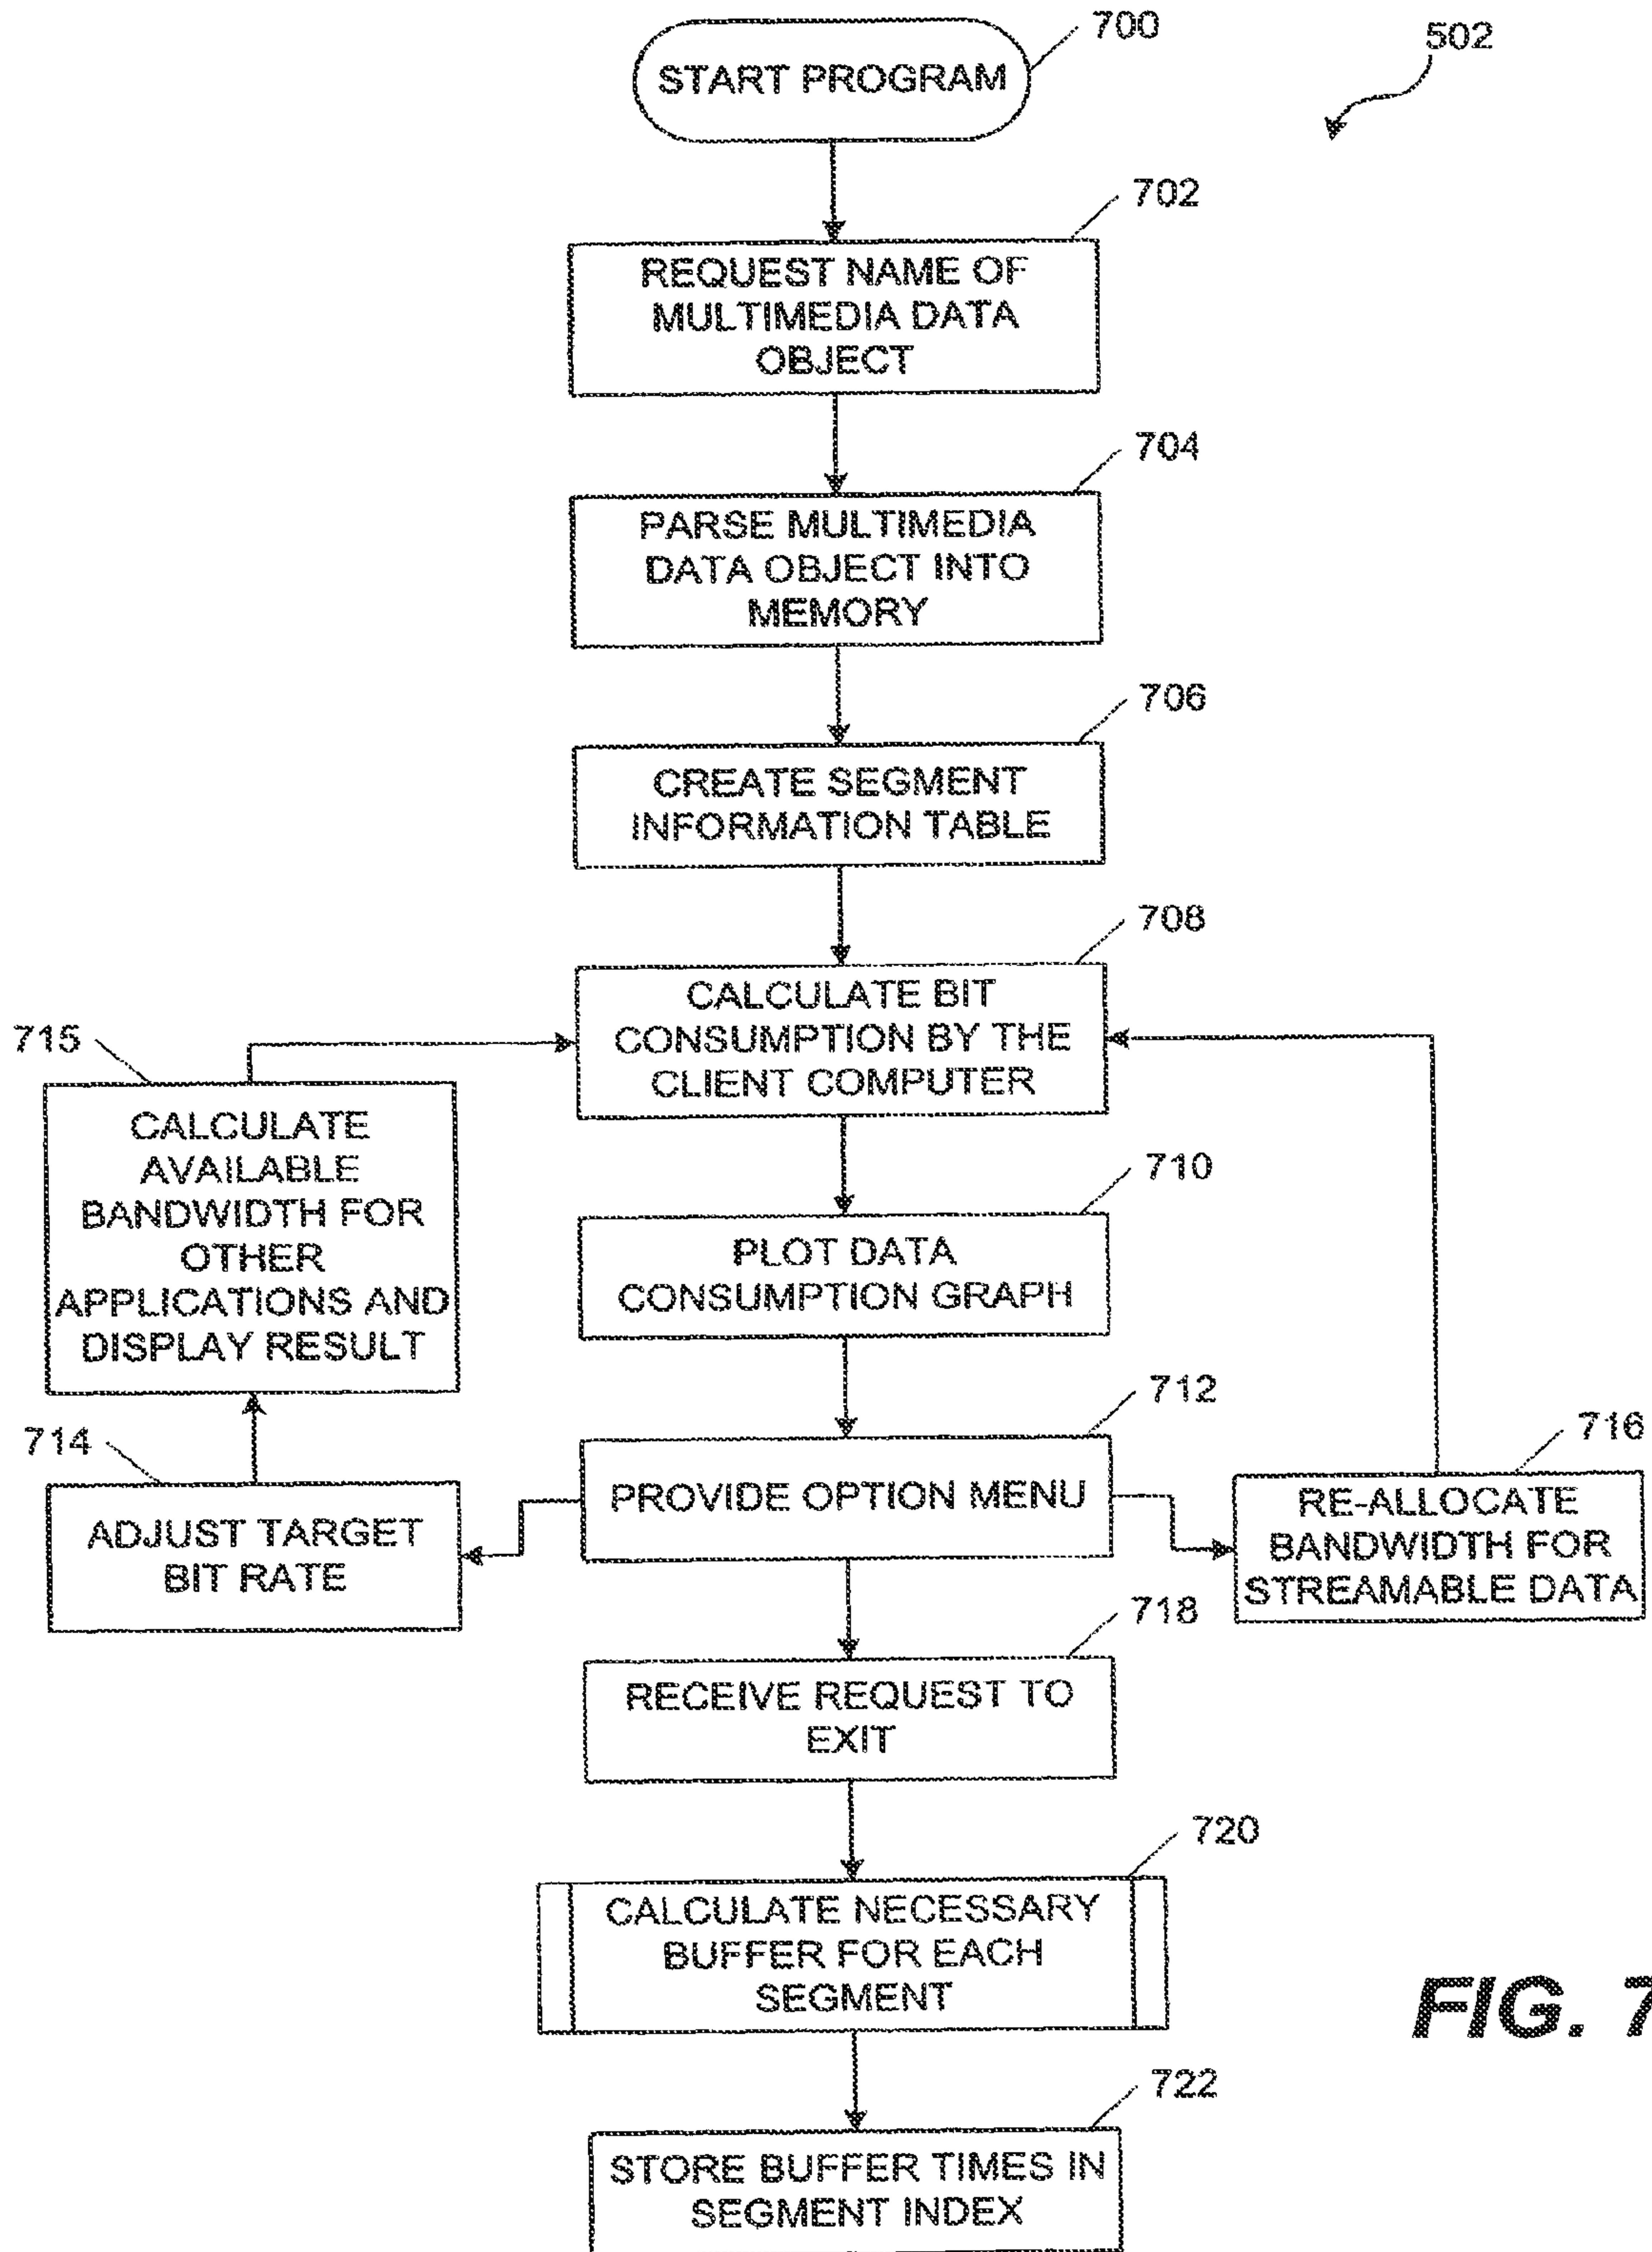 700
502
START PROGRAM
702
REQUEST NAME OF
MULTIMEDIA DATA
OBJECT
704
PARSE MULTIMEDIA
DATA OBJECT INTO
MEMORY
706
CREATE SEGMENT
INFORMATION TABLE
708
CALCULATE BIT
CONSUMPTION BY THE
CLIENT COMPUTER
715
CALCULATE
AVAILABLE
BANDWIDTH FOR
OTHER
APPLICATIONS AND
DISPLAY RESULT
710
PLOT DATA
CONSUMPTION GRAPH
712
PROVIDE OPTION MENU
714
ADJUST TARGET
BIT RATE
716
RE-ALLOCATE
BANDWIDTH FOR
STREAMABLE DATA
718
RECEIVE REQUEST TO
EXIT
720
CALCULATE NECESSARY
BUFFER FOR EACH
SEGMENT
FIG. 7
722
STORE BUFFER TIMES IN
SEGMENT INDEX